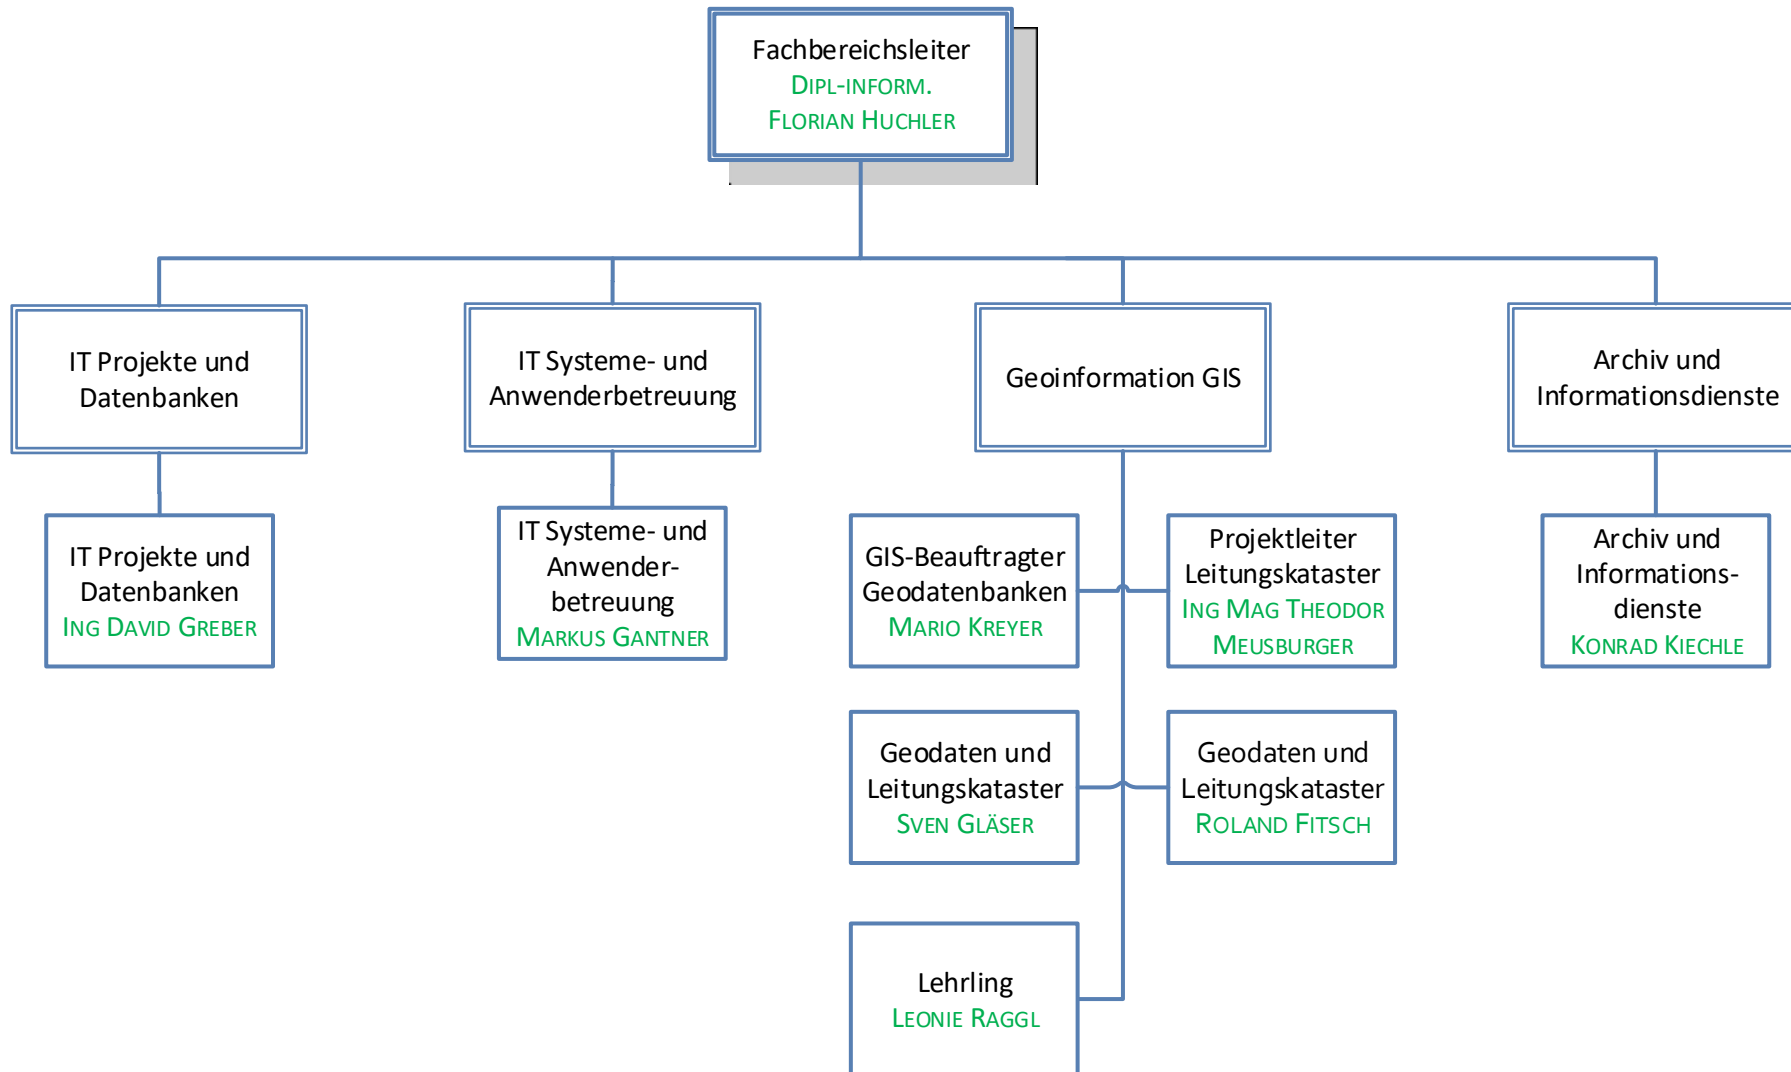 Fachbereichsleiter
DIPL-INFORM.
FLORIAN HUCHLER
IT Projekte und
Datenbanken
IT Systeme- und
Anwenderbetreuung
Geoinformation GIS
Archiv und
Informationsdienste
IT Projekte und
Datenbanken
ING DAVID GREBER
IT Systeme- und
Anwender-
betreuung
MARKUS GANTNER
GIS-Beauftragter
Geodatenbanken
MARIO KREYER
Projektleiter
Leitungskataster
ING MAG THEODOR
MEUSBURGER
Archiv und
Informations-
dienste
KONRAD KIECHLE
Geodaten und
Leitungskataster
SVEN GLÄSER
Geodaten und
Leitungskataster
ROLAND FITSCH
Lehrling
LEONIE RAGGL